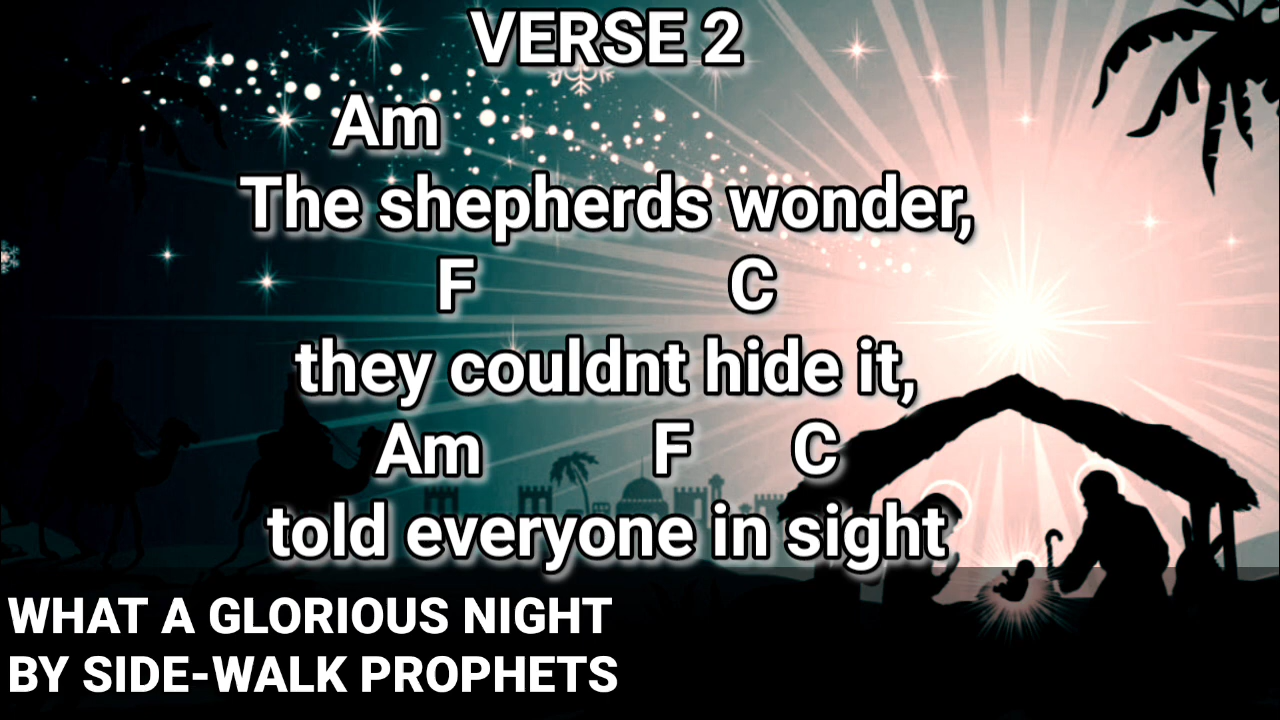 VERSE 2
Am
The shepherds wonder,
F C
they couldnt hide it,
Am F C
told everyone in sight
WHAT A GLORIOUS NIGHT
BY SIDE-WALK PROPHETS